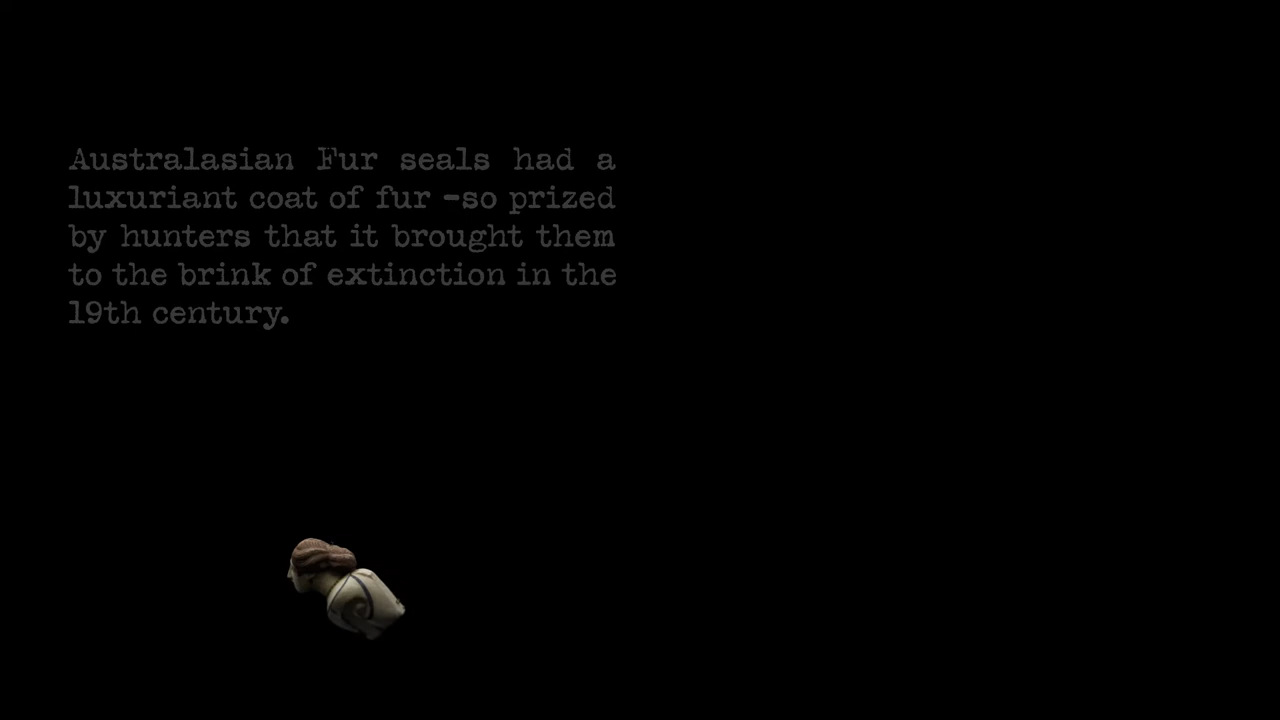 Australasian Fur seals had a
luxuriant coat of fur -so prized
by hunters that it brought them
to the brink of extinction in the
19th century.